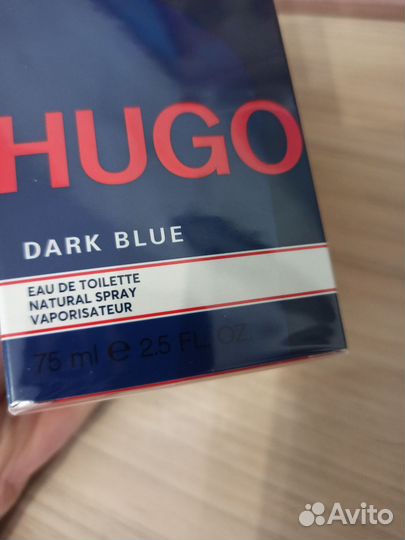 HUGO
DARK BLUE
EAU DE TOILETTE
NATURAL SPRAY
VAPORISATEUR
75 ml e 2.5 FL. OZ.
Avito